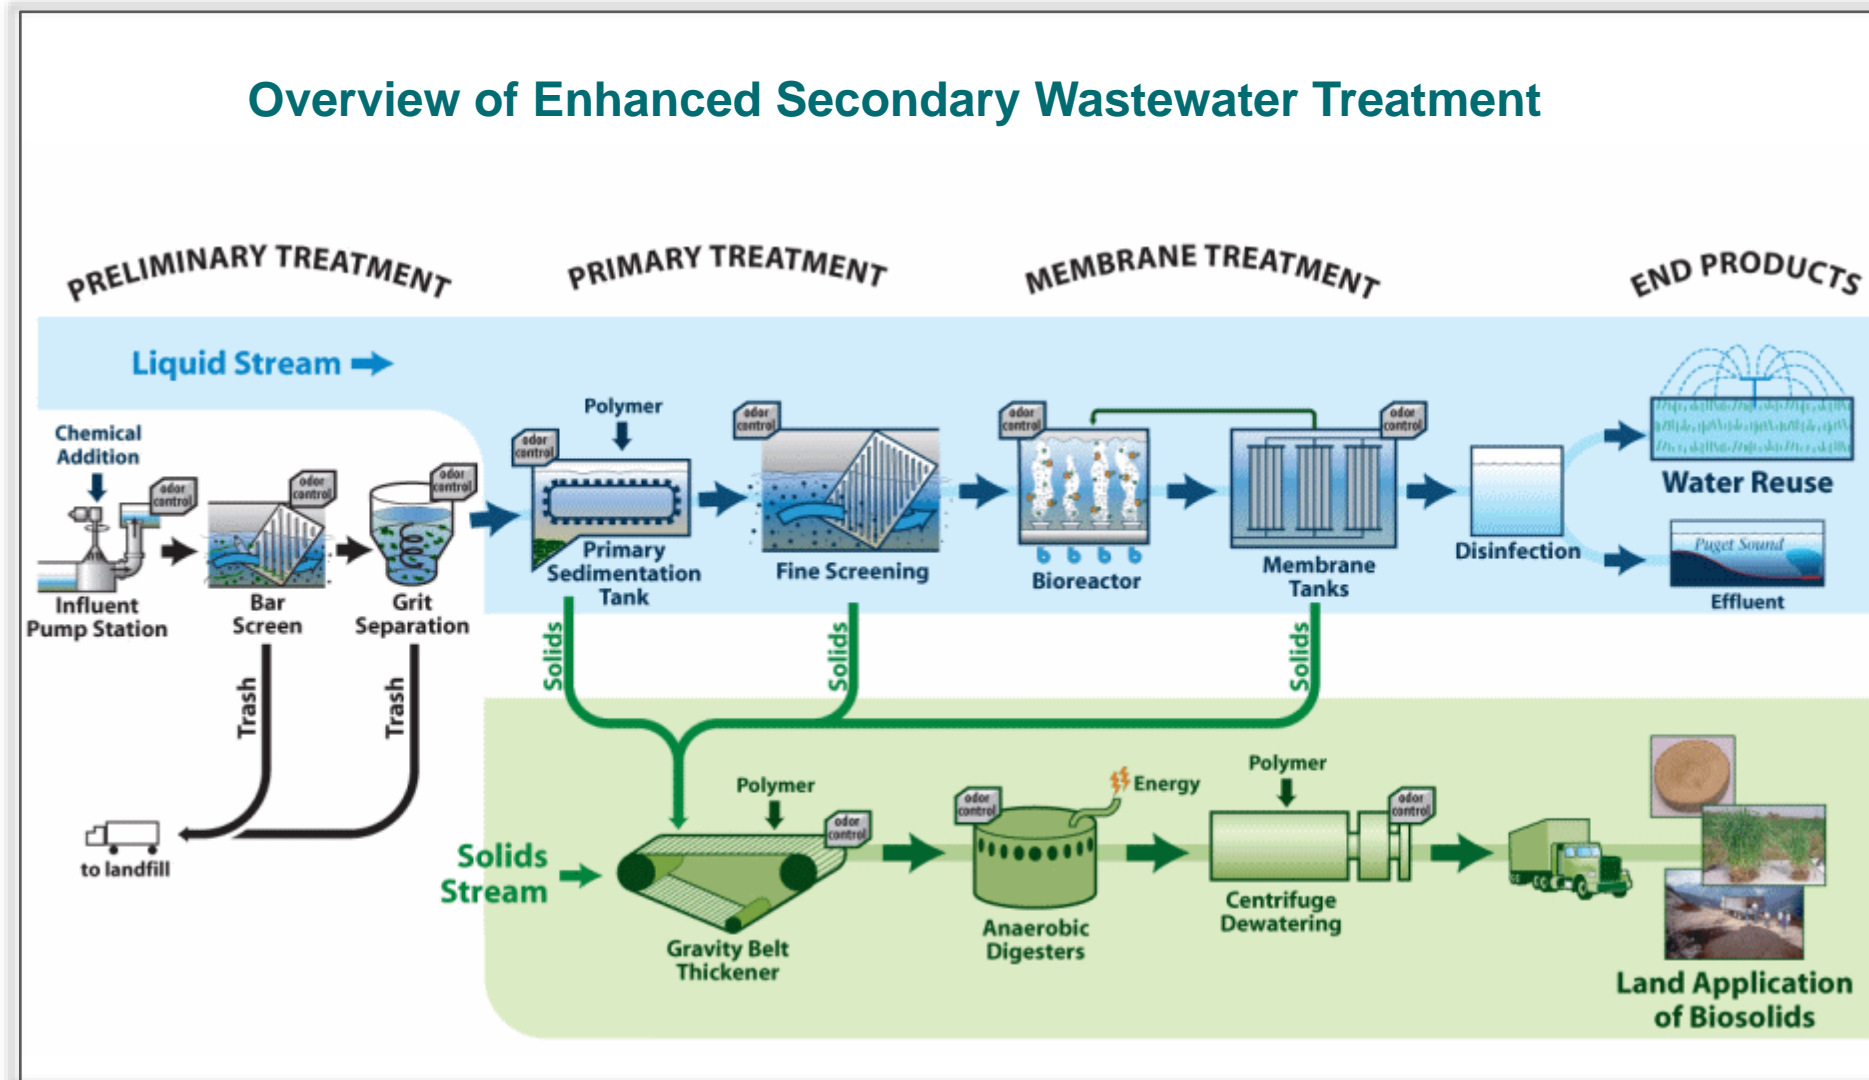 Overview of Enhanced Secondary Wastewater Treatment
PRELIMINARY TREATMENT
PRIMARY TREATMENT
MEMBRANE TREATMENT
END PRODUCTS
Liquid Stream
Chemical
Addition
odor
control
Influent
Pump Station
odor
control
Bar
Screen
odor
control
Grit
Separation
Trash
Trash
to landfill
odor
control
Polymer
Primary
Sedimentation
Tank
odor
control
Fine Screening
odor
control
Bioreactor
odor
control
Membrane
Tanks
Disinfection
Water Reuse
Puget Sound
Effluent
Solids
Solids
Solids
Solids
Stream
Polymer
odor
control
Gravity Belt
Thickener
odor
control
Energy
Anaerobic
Digesters
Polymer
odor
control
Centrifuge
Dewatering
Land Application
of Biosolids